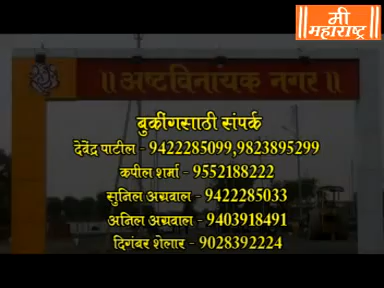 मी
महाराष्ट्र
॥ अष्टविनायक नगर ॥
बुकींगसाठी संपर्क
देवेंद्र पाटील - 9422285099,9823895299
कपील शर्मा - 9552188222
सुनिल अग्रवाल - 9422285033
अनिल अग्रवाल - 9403918491
दिगंबर शेलार - 9028392224